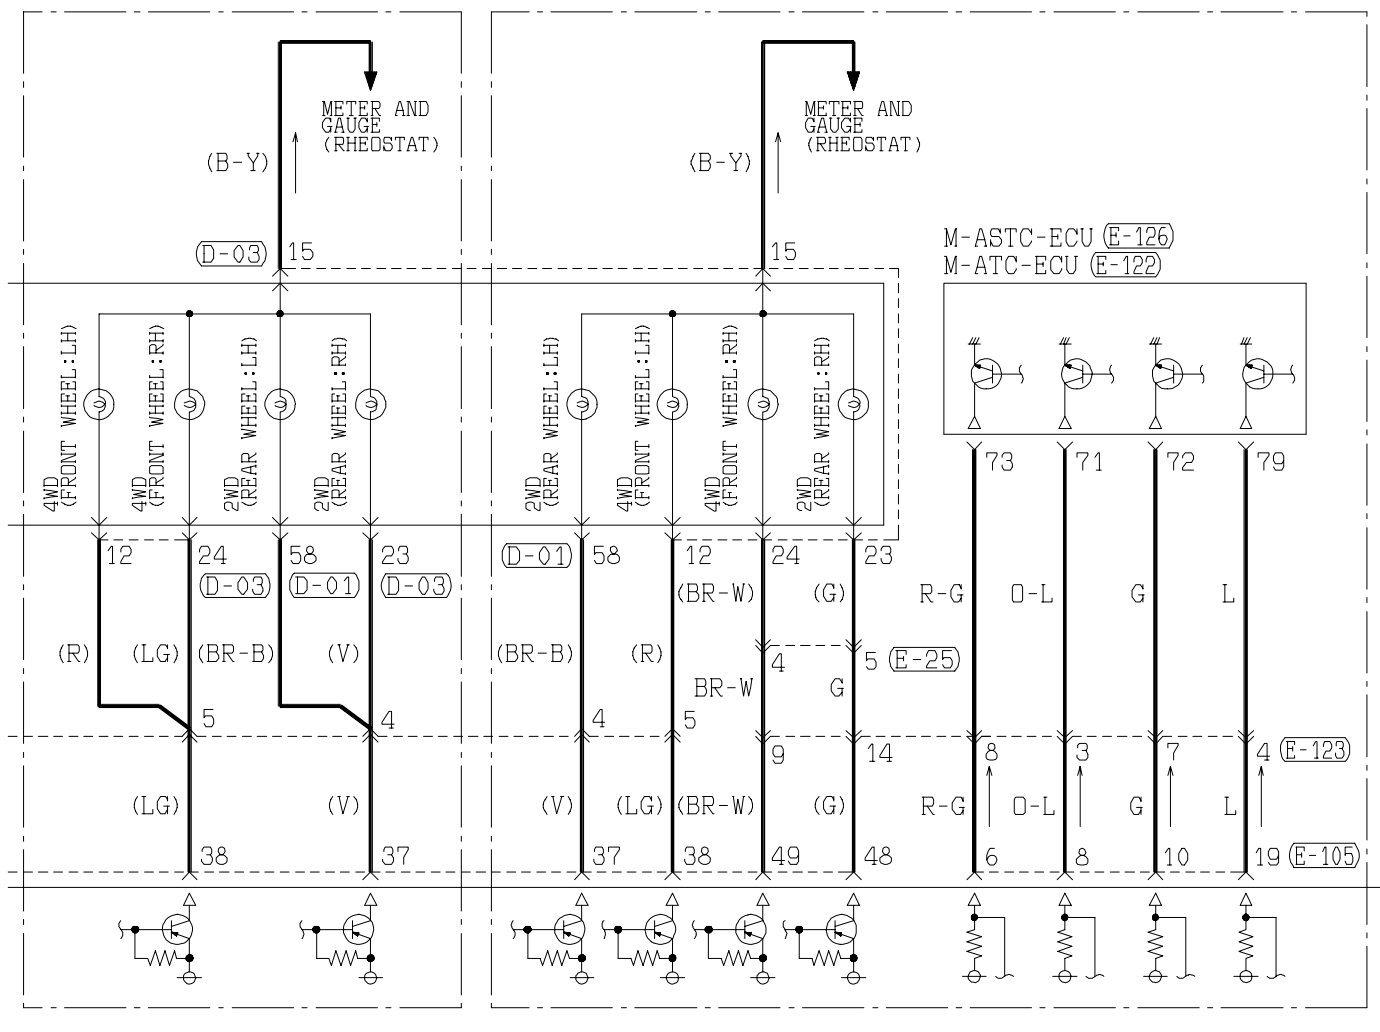 METER AND
GAUGE
(RHEOSTAT)
METER AND
GAUGE
(RHEOSTAT)
(B-Y)
(B-Y)
M-ASTC-ECU (E-126)
M-ATC-ECU (E-122)
(D-03) 15
15
4WD
(FRONT WHEEL:LH)
4WD
(FRONT WHEEL:RH)
2WD
(REAR WHEEL:LH)
2WD
(REAR WHEEL:RH)
2WD
(REAR WHEEL:LH)
4WD
(FRONT WHEEL:LH)
4WD
(FRONT WHEEL:RH)
2WD
(REAR WHEEL:RH)
73 71 72 79
12 24 58 23 (D-01) 58 12 24 23
(D-03) (D-01) (D-03)
(BR-W) (G) R-G O-L G L
(R) (LG) (BR-B) (V) (BR-B) (R)
4 5 (E-25)
BR-W G
5 4 4 5
9 14 8 3 7 4 (E-123)
(LG) (V) (V) (LG) (BR-W) (G) R-G O-L G L
38 37 37 38 49 48 6 8 10 19 (E-105)